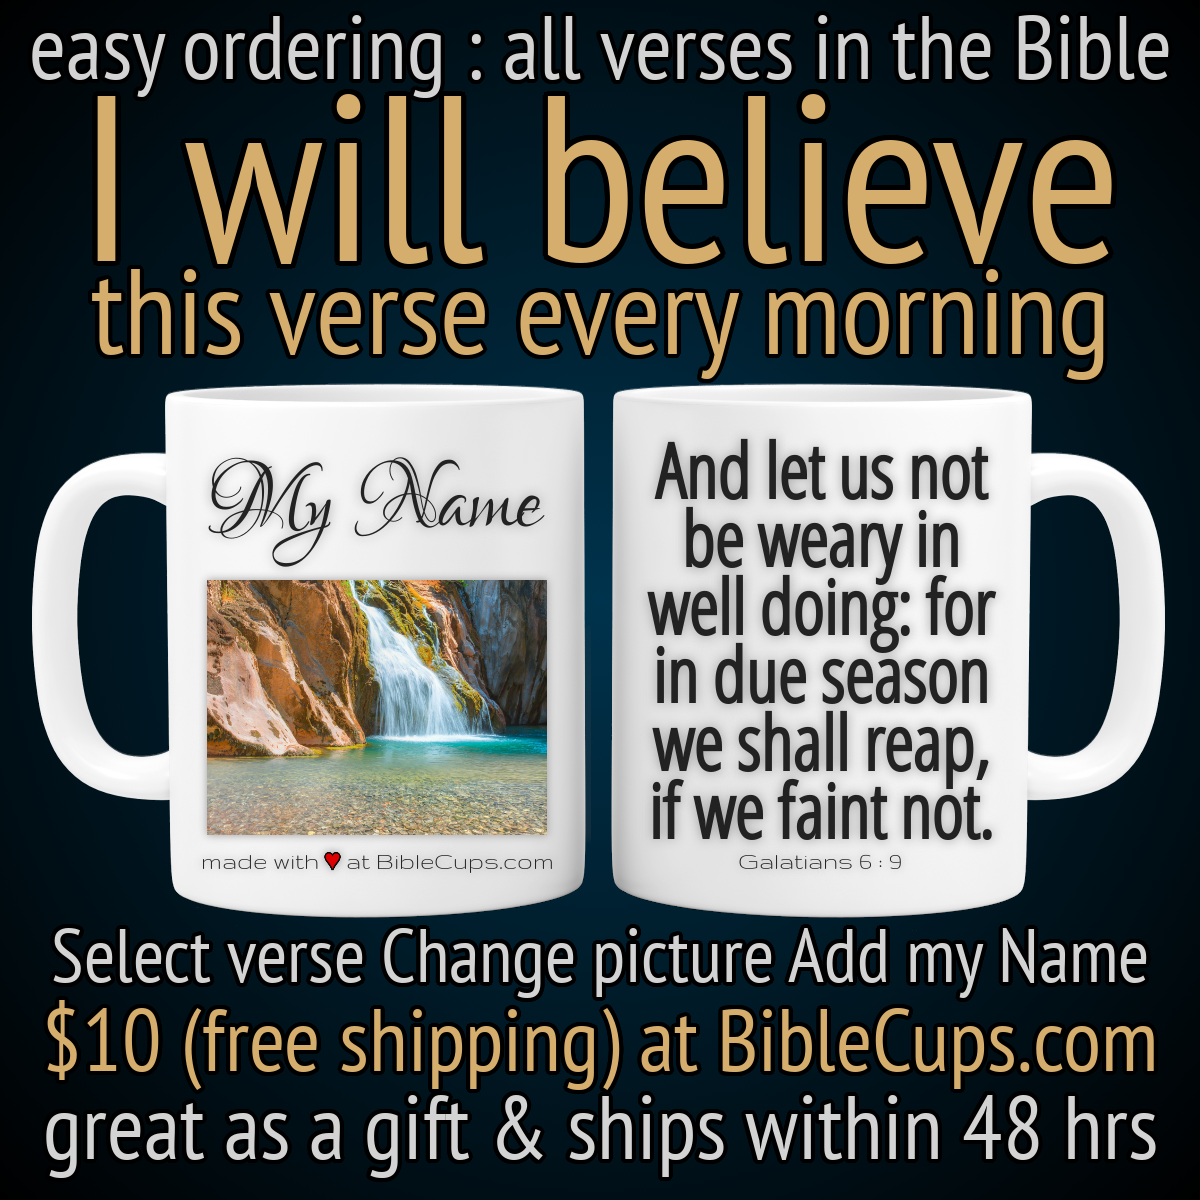 easy ordering : all verses in the Bible
I will believe
this verse every morning
My Name
made with ♥ at BibleCups.com
And let us not
be weary in
well doing: for
in due season
we shall reap,
if we faint not.
Galatians 6 : 9
Select verse Change picture Add my Name
$10 (free shipping) at BibleCups.com
great as a gift & ships within 48 hrs